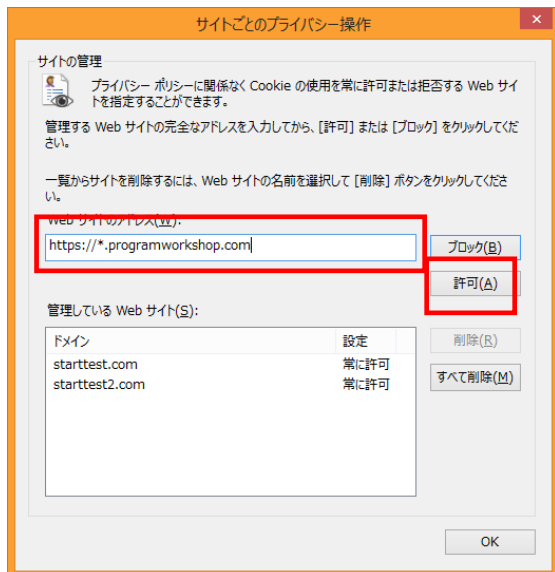 サイトごとのプライバシー操作
サイトの管理
プライバシー ポリシーに関係なく Cookie の使用を常に許可または拒否する Web サイ
トを指定することができます。
管理する Web サイトの完全なアドレスを入力してから、[許可] または [ブロック] をクリックしてくだ
さい。
一覧からサイトを削除するには、Web サイトの名前を選択して [削除] ボタンをクリックしてくださ
い。
Web サイトのアドレス(W):
https://*.programworkshop.com
ブロック(B)
許可(A)
管理している Web サイト(S):
ドメイン 設定
starttest.com 常に許可
starttest2.com 常に許可
削除(R)
すべて削除(M)
OK